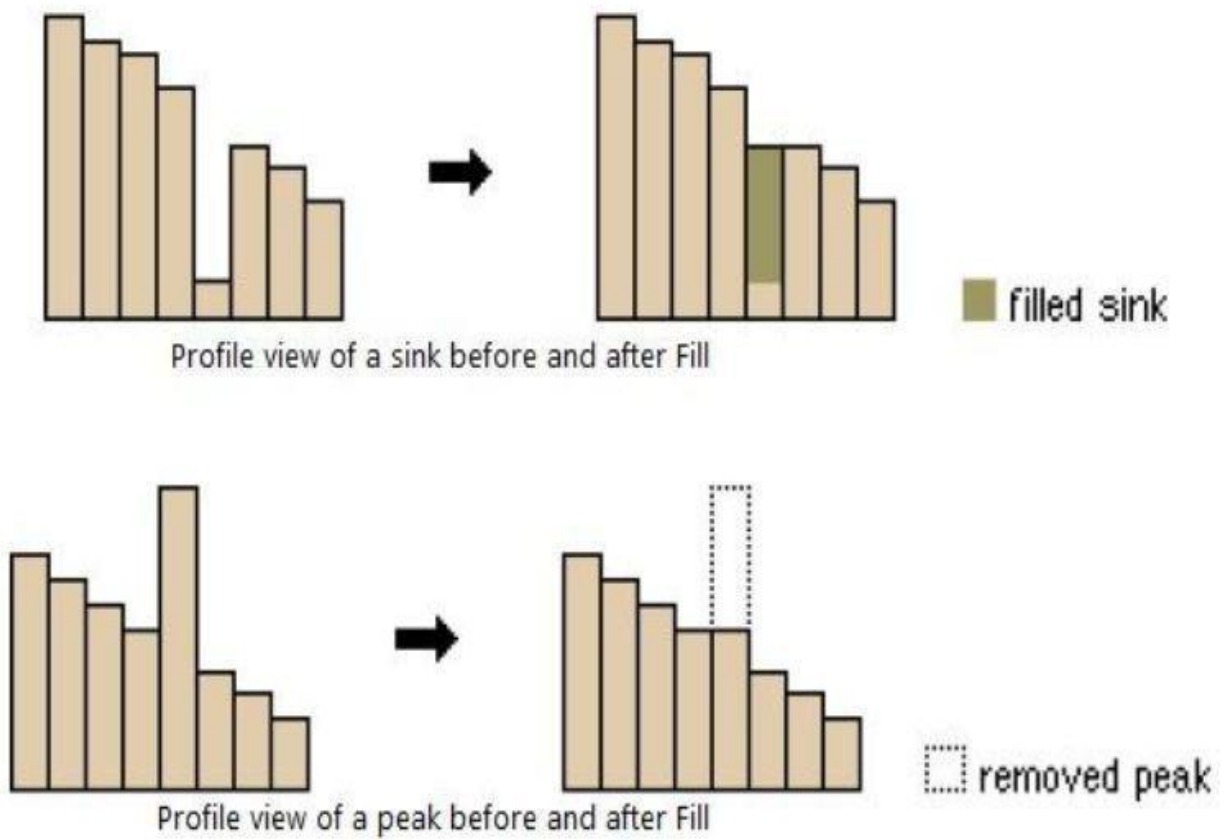 filled sink
Profile view of a sink before and after Fill
removed peak
Profile view of a peak before and after Fill